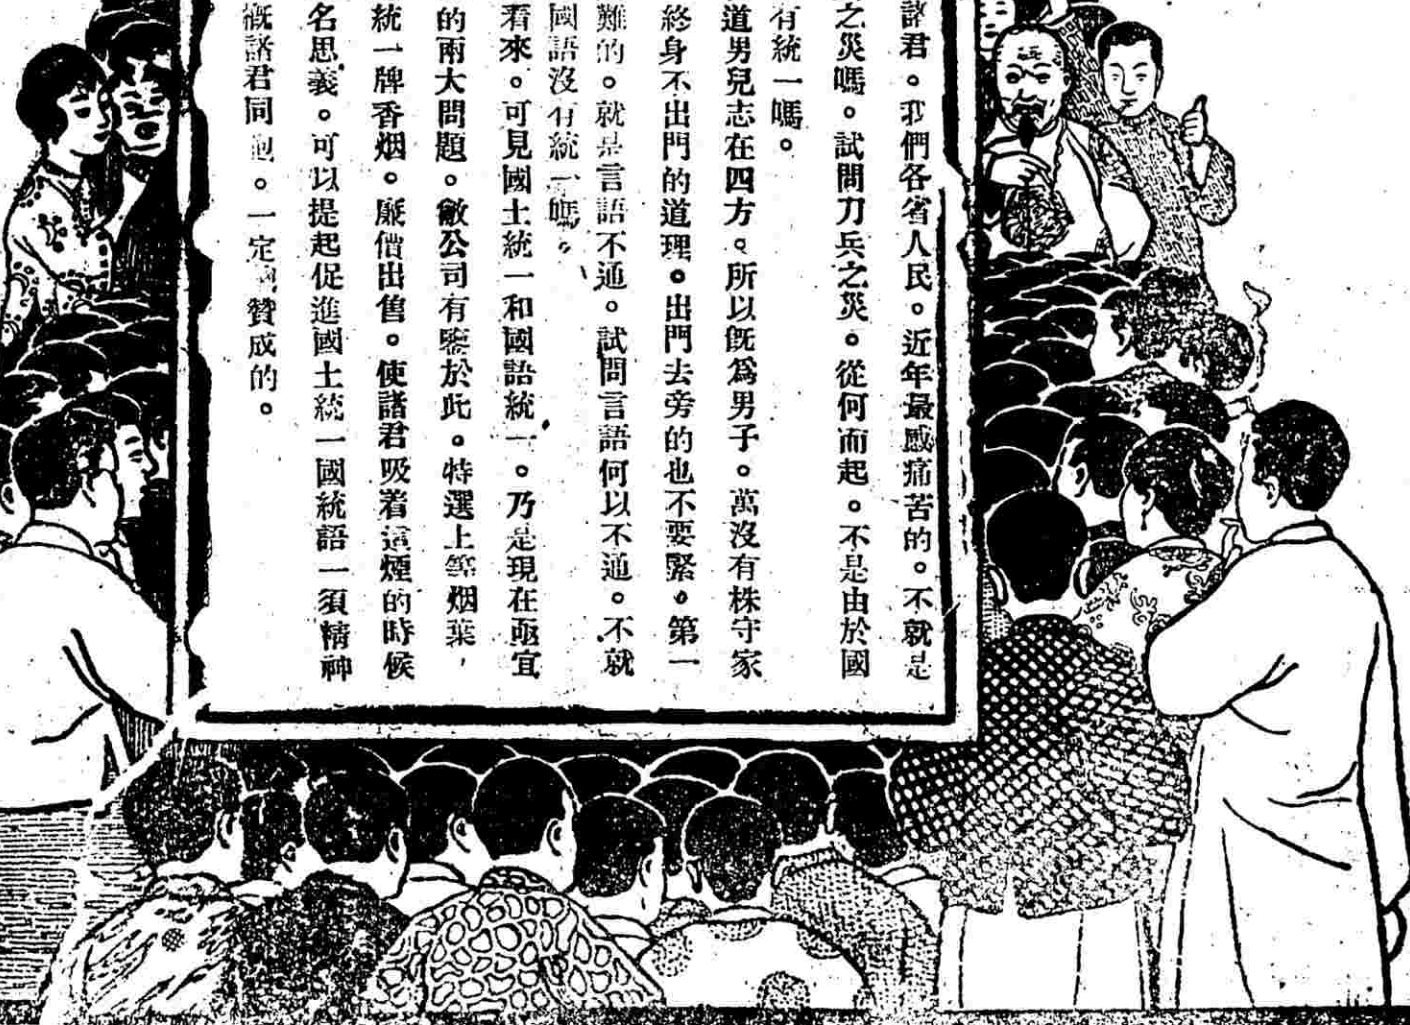 諸君。我們各省人民。近年最感痛苦的。不就是
之災嗎。試問刀兵之災。從何而起。不是由於國
有統一嗎。
道男兒志在四方。所以旣爲男子。萬沒有株守家
終身不出門的道理。出門去旁的也不要緊。第一
難的。就是言語不通。試問言語何以不通。不就
國語沒有統一嗎。
看來。可見國土統一和國語統一。乃是現在亟宜
的兩大問題。敝公司有鑒於此。特選上等烟葉，
統一牌香烟。廉價出售。使諸君吸着這煙的時候
名思義。可以提起促進國土統一國統語一須精神
概諸君同胞。一定贊成的。